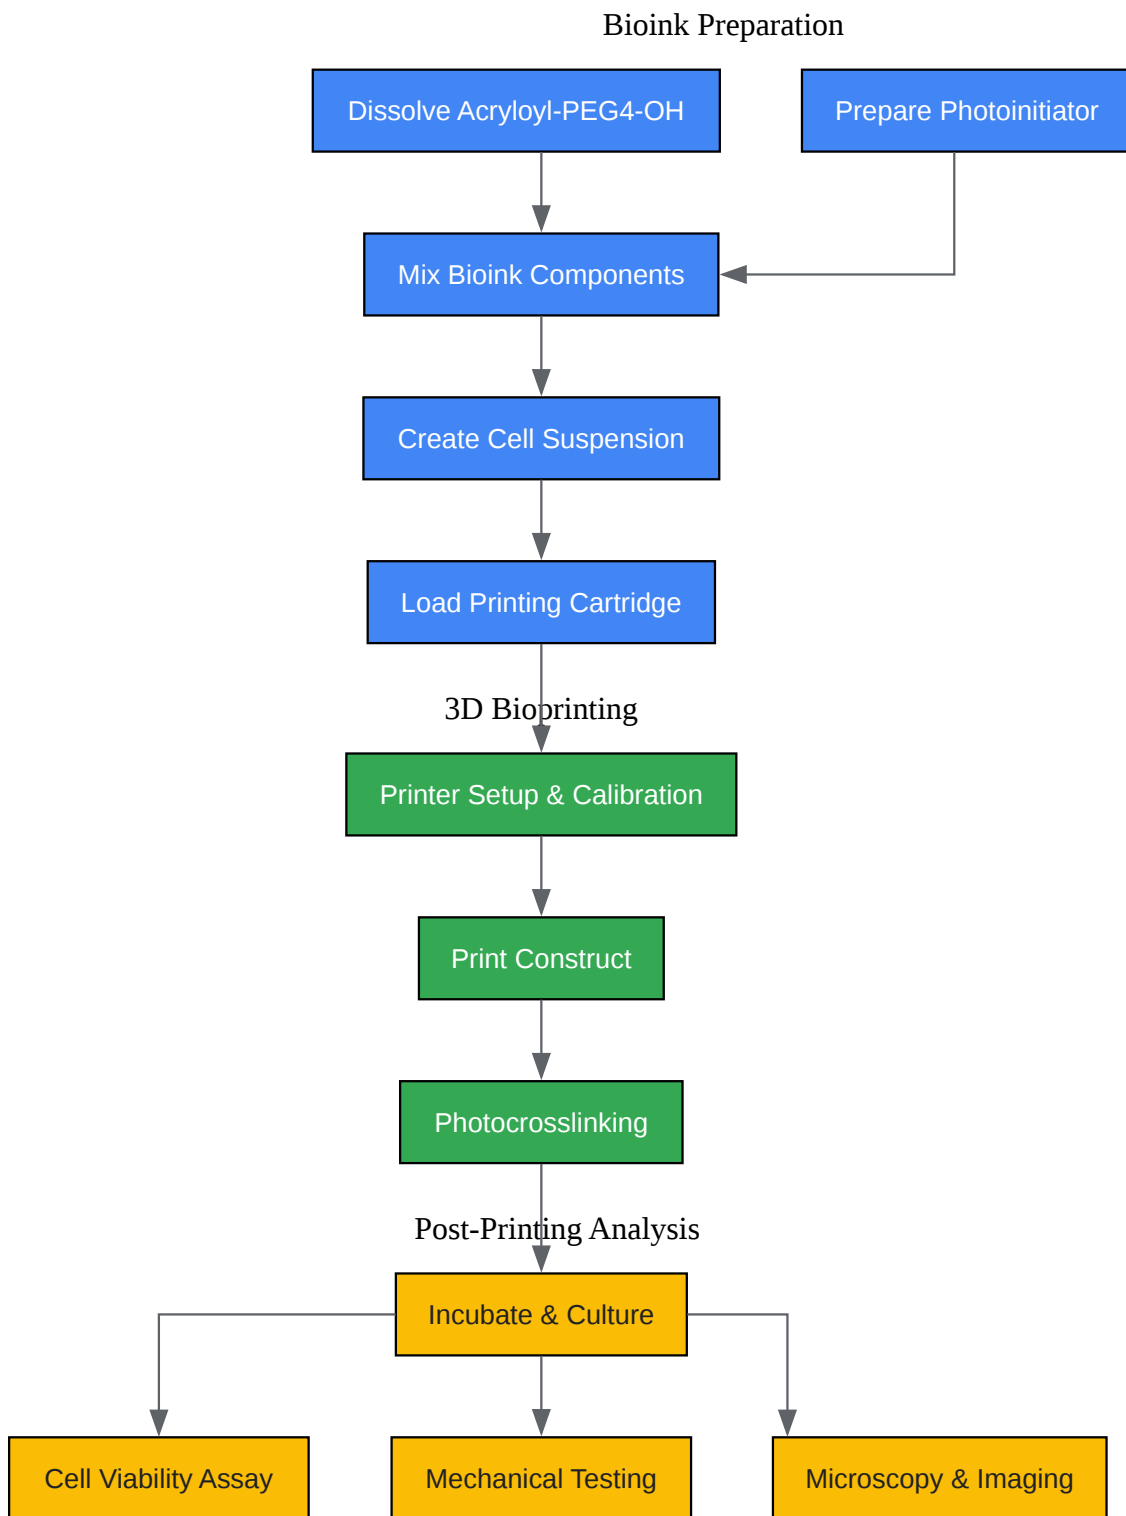 Bioink Preparation
Dissolve Acryloyl-PEG4-OH
Prepare Photoinitiator
Mix Bioink Components
Create Cell Suspension
Load Printing Cartridge
3D Bioprinting
Printer Setup & Calibration
Print Construct
Photocrosslinking
Post-Printing Analysis
Incubate & Culture
Cell Viability Assay
Mechanical Testing
Microscopy & Imaging